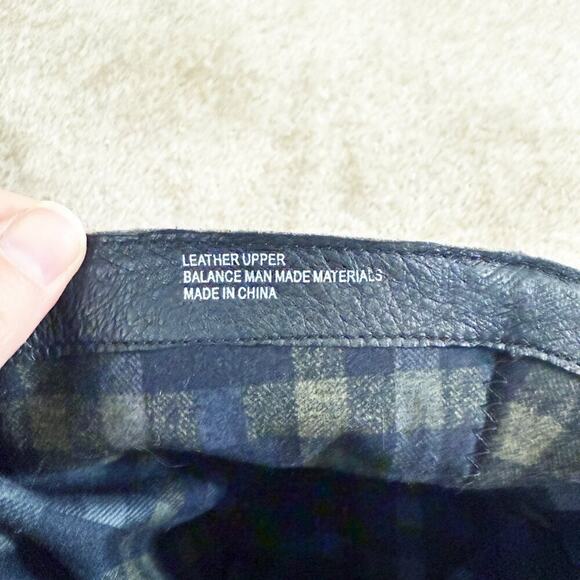 LEATHER UPPER
BALANCE MAN MADE MATERIALS
MADE IN CHINA